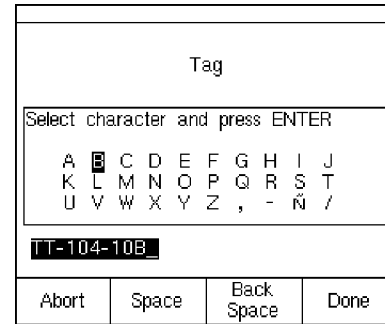 Tag
Select character and press ENTER
A B C D E F G H I J
K L M N O P Q R S T
U V W X Y Z , - Ñ /
TT-104-10B_
Abort Space Back Space Done